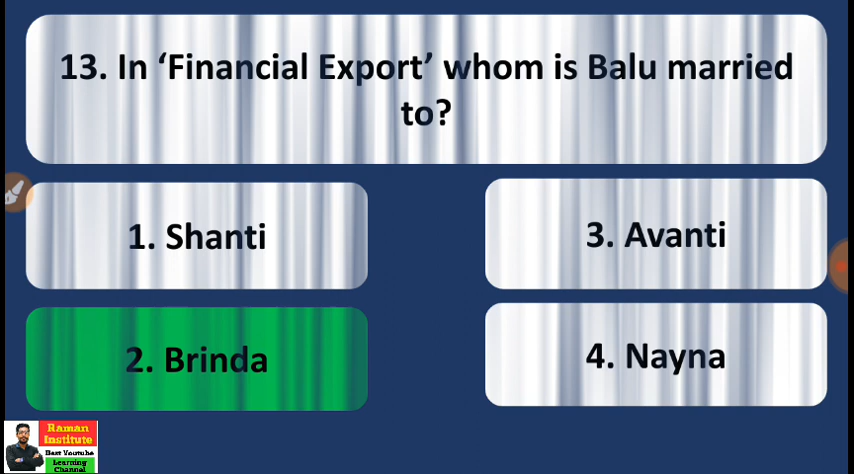 13. In ‘Financial Export’ whom is Balu married
to?
1. Shanti
3. Avanti
2. Brinda
4. Nayna
Raman
Institute
Best Youtube
Learning
Channel